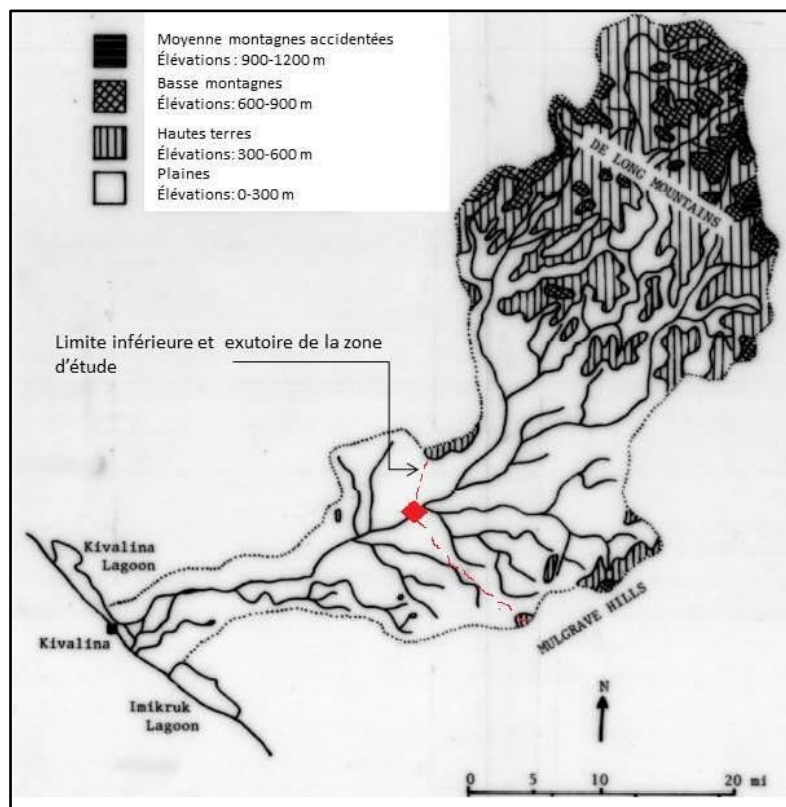 Moyenne montagnes accidentées
Élévations : 900-1200 m
Basse montagnes
Élévations: 600-900 m
Hautes terres
Élévations: 300-600 m
Plaines
Élévations: 0-300 m
DE LONG MOUNTAINS
Limite inférieure et exutoire de la zone
d'étude
Kivalina
Lagoon
Kivalina
MULGRAVE HILLS
Imikruk
Lagoon
N
0 5 10 20 mi